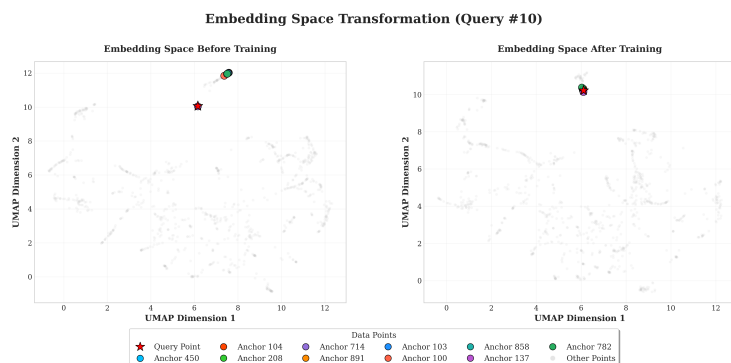 Embedding Space Transformation (Query #10)
Embedding Space Before Training
Embedding Space After Training
UMAP Dimension 2
12
10
8
6
4
2
0
0 2 4 6 8 10 12
UMAP Dimension 1
UMAP Dimension 2
10
8
6
4
2
0
0 2 4 6 8 10 12
UMAP Dimension 1
Data Points
Query Point Anchor 104 Anchor 714 Anchor 103 Anchor 858 Anchor 782
Anchor 450 Anchor 208 Anchor 891 Anchor 100 Anchor 137 Other Points